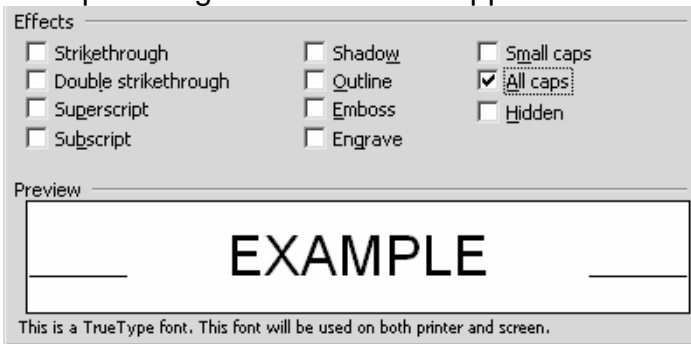 Effects
Strikethrough Shadow Small caps
Double strikethrough Outline All caps
Superscript Emboss Hidden
Subscript Engrave
Preview
EXAMPLE
This is a TrueType font. This font will be used on both printer and screen.